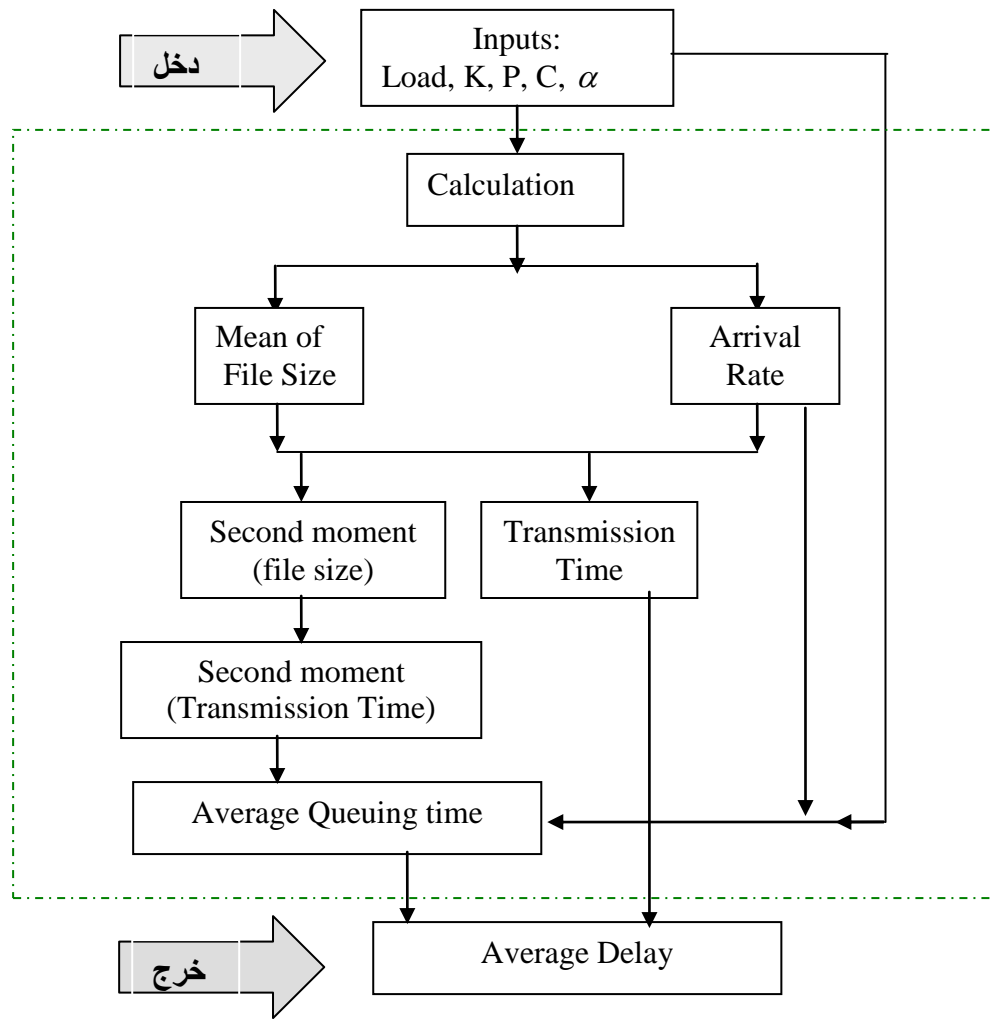 دخل
Inputs:
Load, K, P, C, α
Calculation
Mean of
File Size
Arrival
Rate
Second moment
(file size)
Transmission
Time
Second moment
(Transmission Time)
Average Queuing time
خرج
Average Delay